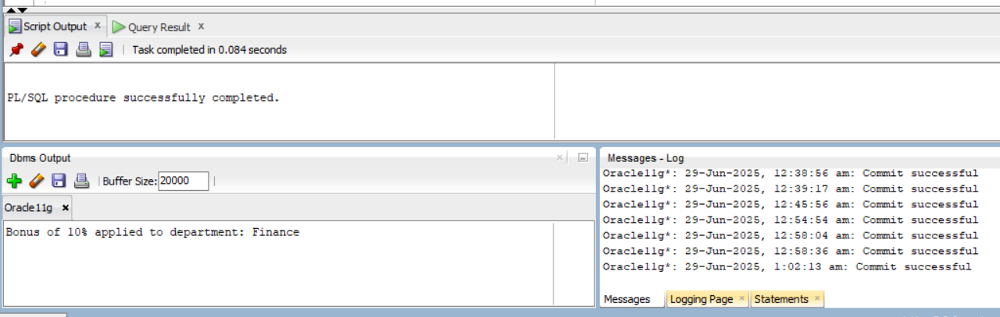 Script Output x Query Result x
Task completed in 0.084 seconds
PL/SQL procedure successfully completed.
Dbms Output
Buffer Size: 20000
Oracle11g x
Bonus of 10% applied to department: Finance
Messages - Log
Oracle11g*: 29-Jun-2025, 12:38:56 am: Commit successful
Oracle11g*: 29-Jun-2025, 12:39:17 am: Commit successful
Oracle11g*: 29-Jun-2025, 12:45:56 am: Commit successful
Oracle11g*: 29-Jun-2025, 12:54:54 am: Commit successful
Oracle11g*: 29-Jun-2025, 12:58:04 am: Commit successful
Oracle11g*: 29-Jun-2025, 12:58:36 am: Commit successful
Oracle11g*: 29-Jun-2025, 1:02:13 am: Commit successful
Messages Logging Page x Statements x